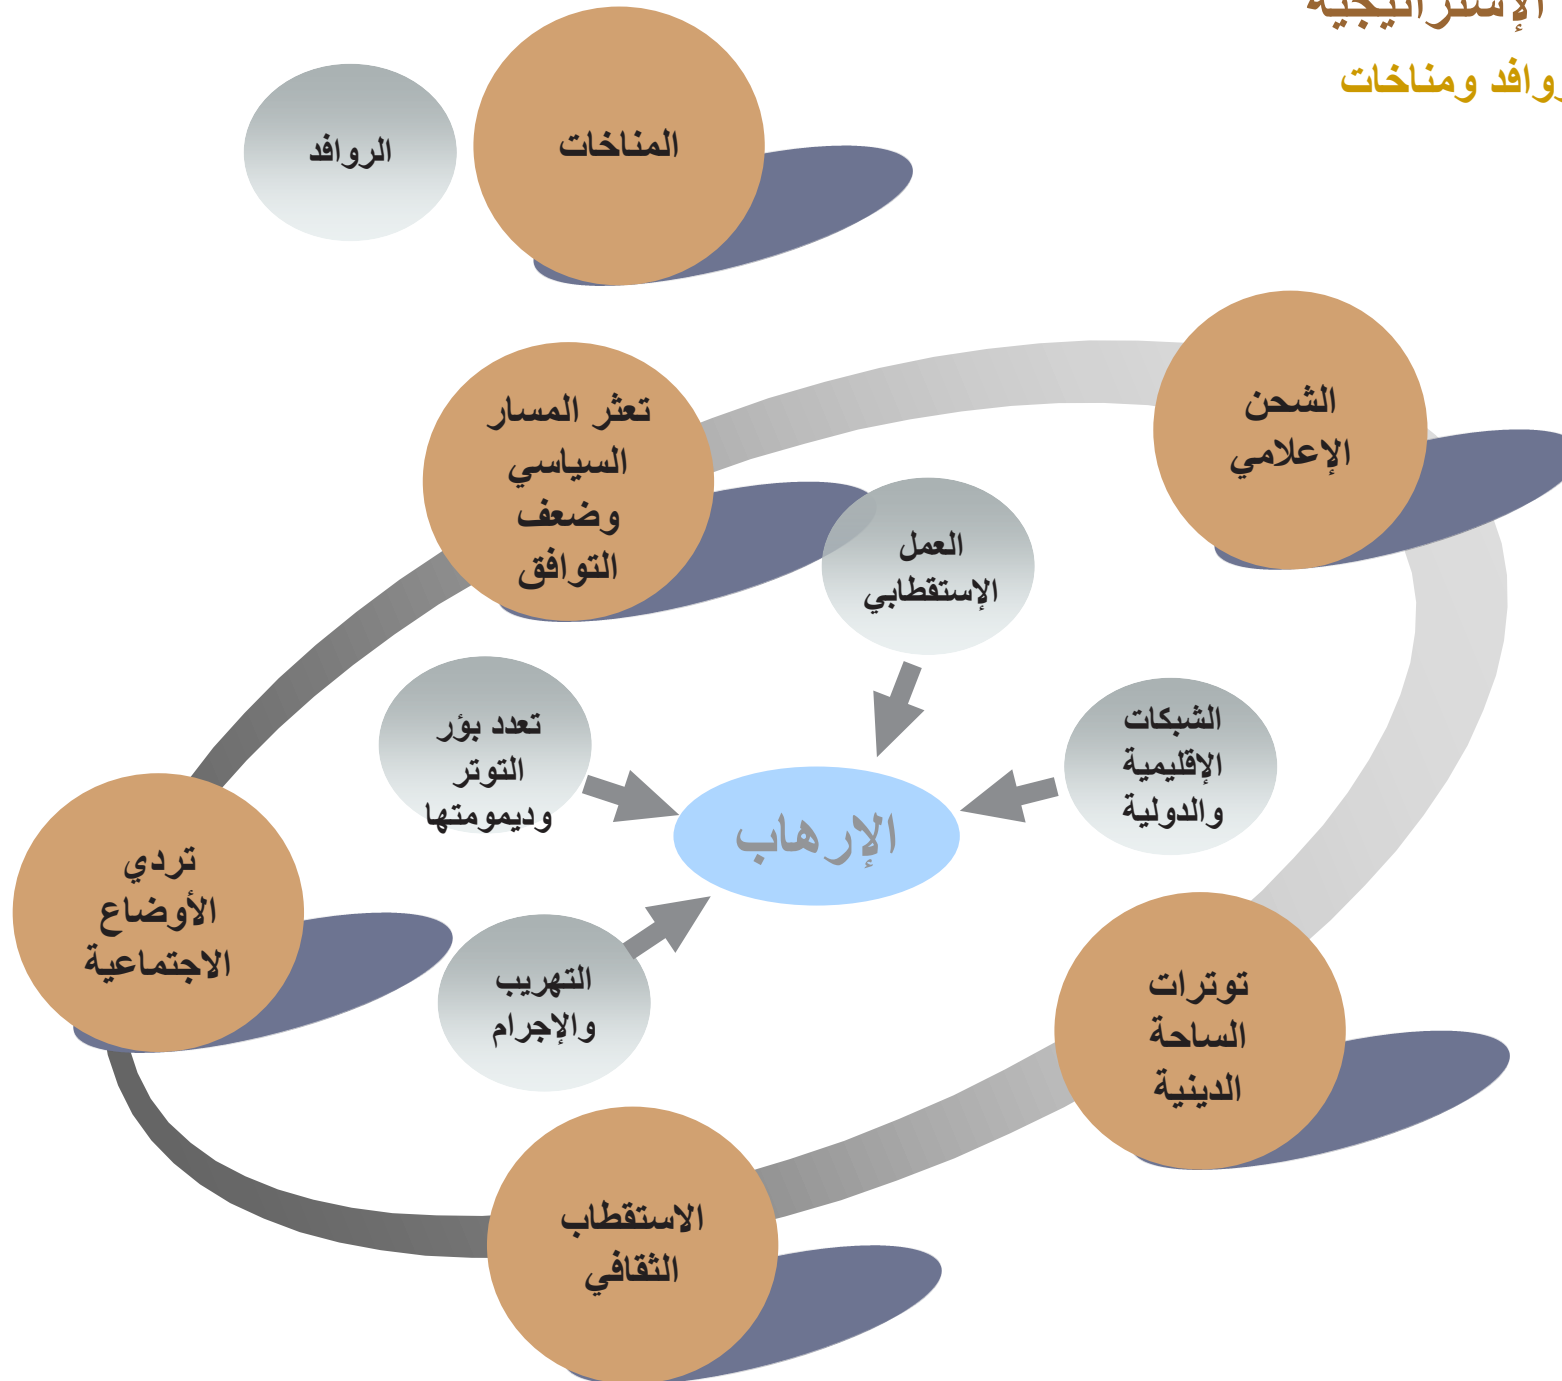 الإستراتيجية
روافد ومناخات
المناخات
الروافد
الشحن
الإعلامي
تعثر المسار
السياسي
وضعف
التوافق
العمل
الإستقطابي
الشبكات
الإقليمية
والدولية
تعدد بؤر
التوتر
وديمومتها
الإرهاب
تردي
الأوضاع
الاجتماعية
التهريب
والإجرام
توترات
الساحة
الدينية
الاستقطاب
الثقافي